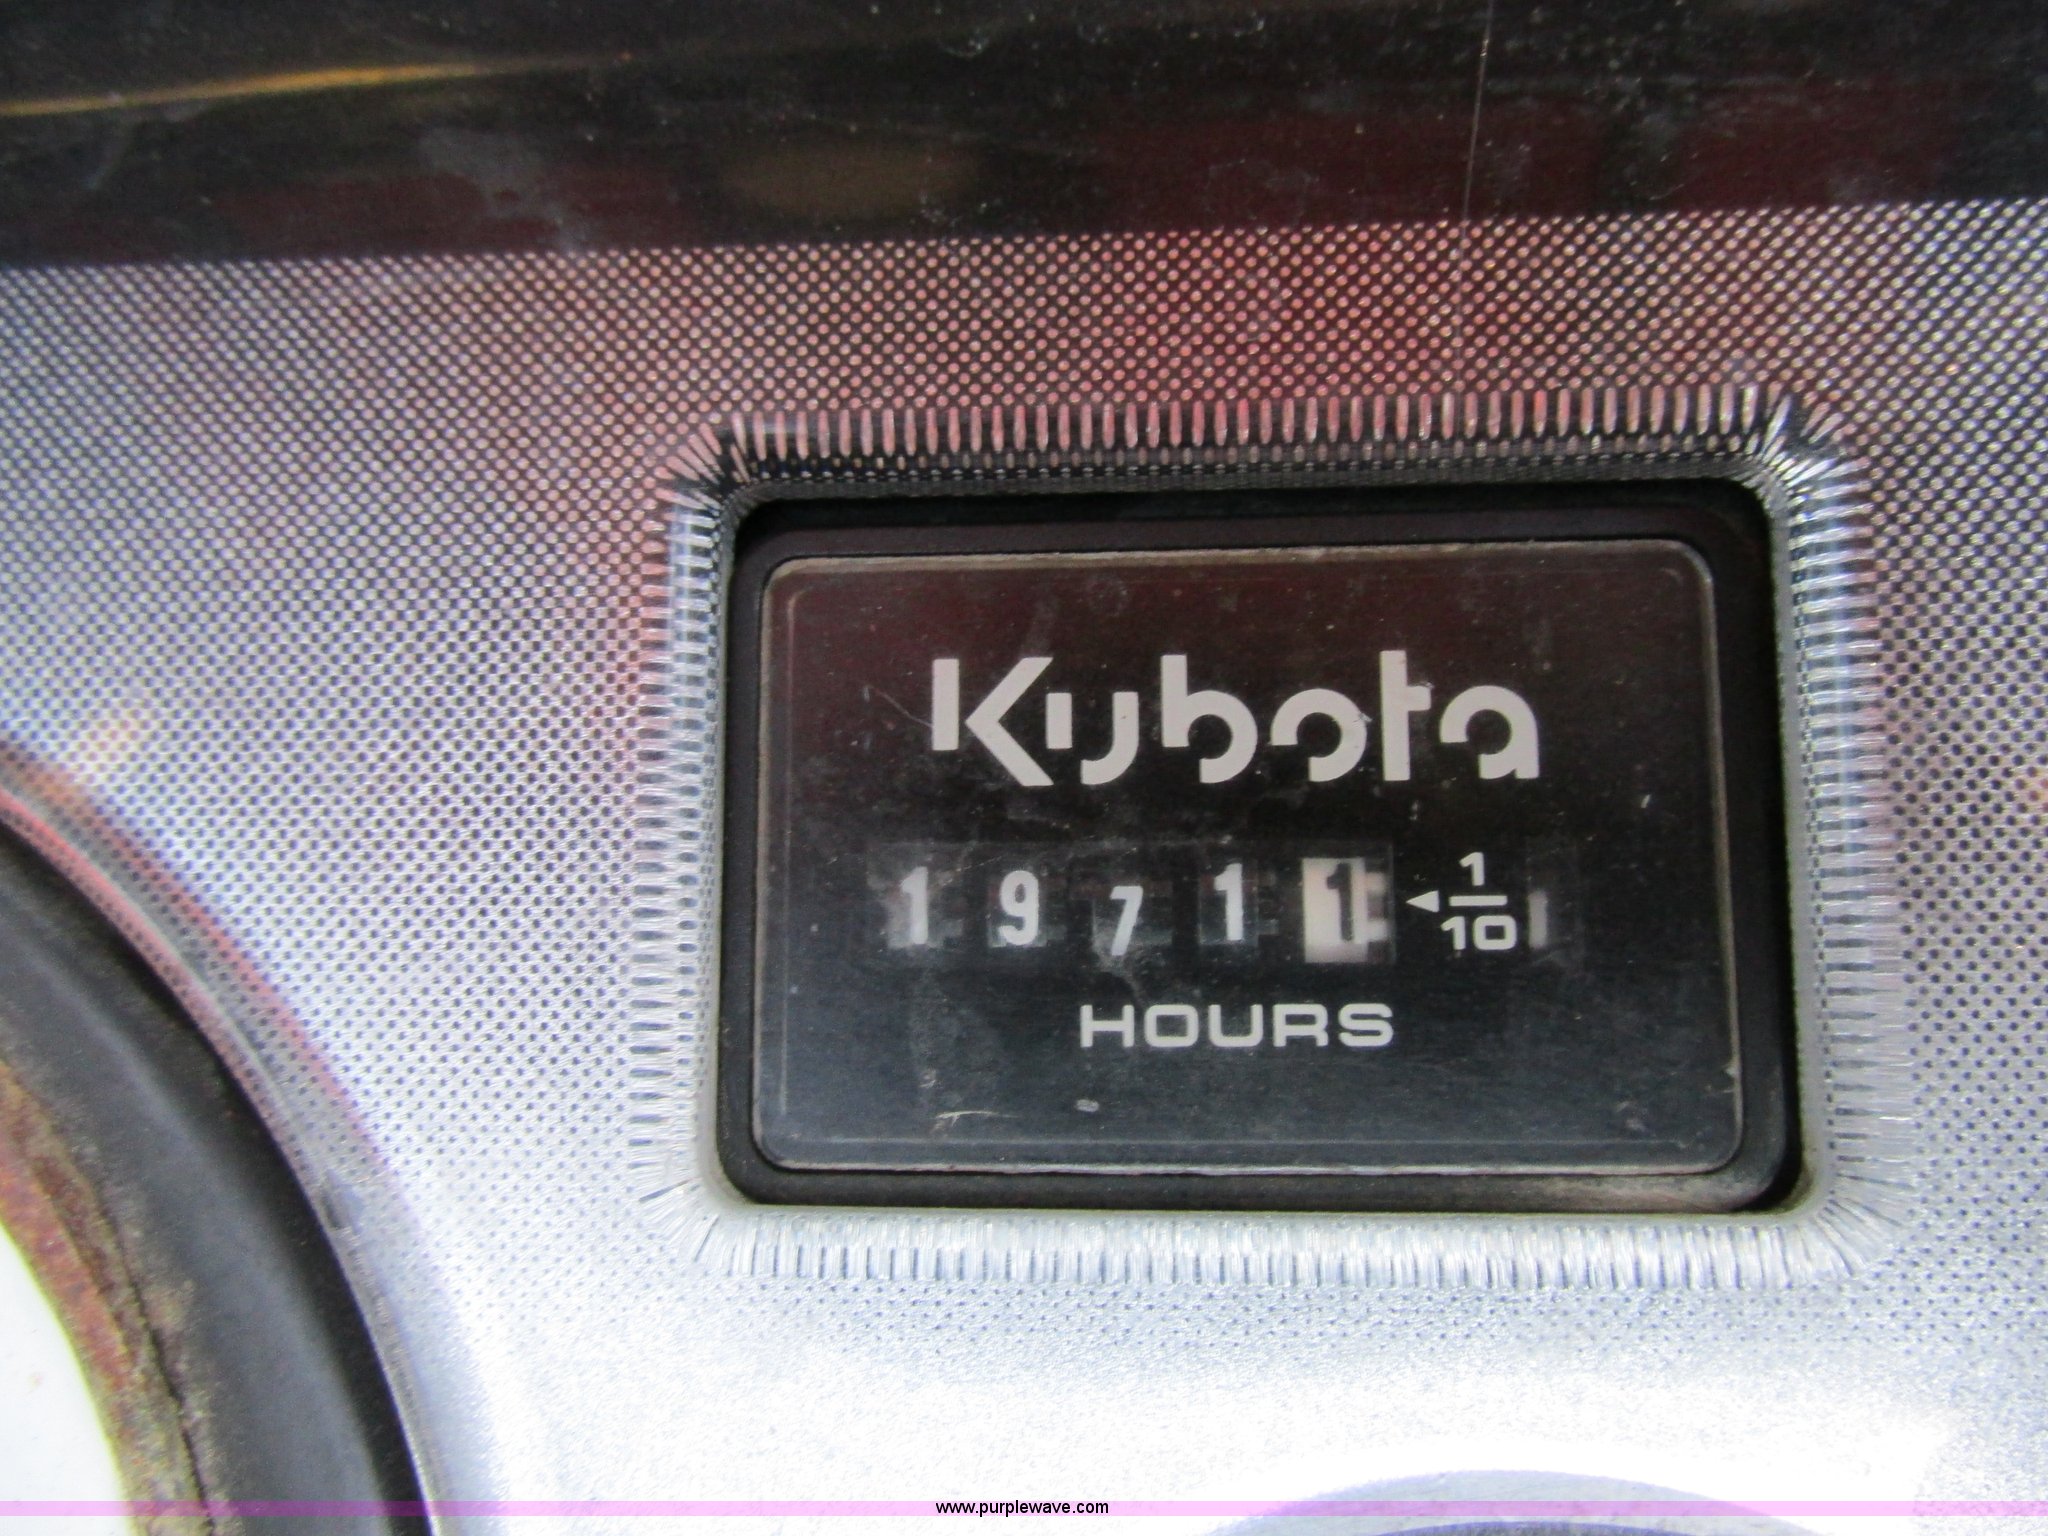 Kubota
1 9 7 1 1 ◄ 1/10
HOURS
www.purplewave.com